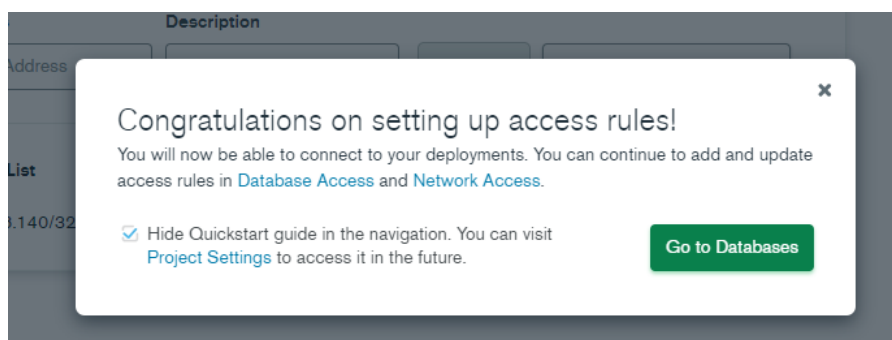 Description
Address
Congratulations on setting up access rules!
You will now be able to connect to your deployments. You can continue to add and update
access rules in Database Access and Network Access.
List
.140/32
Hide Quickstart guide in the navigation. You can visit
Project Settings to access it in the future.
Go to Databases